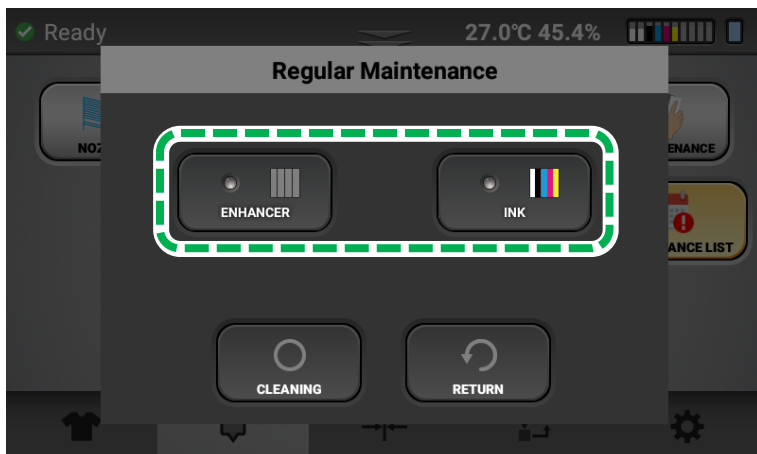 Ready
27.0℃ 45.4%
Regular Maintenance
NOZ
ENANCE
ENHANCER
INK
ANCE LIST
CLEANING
RETURN